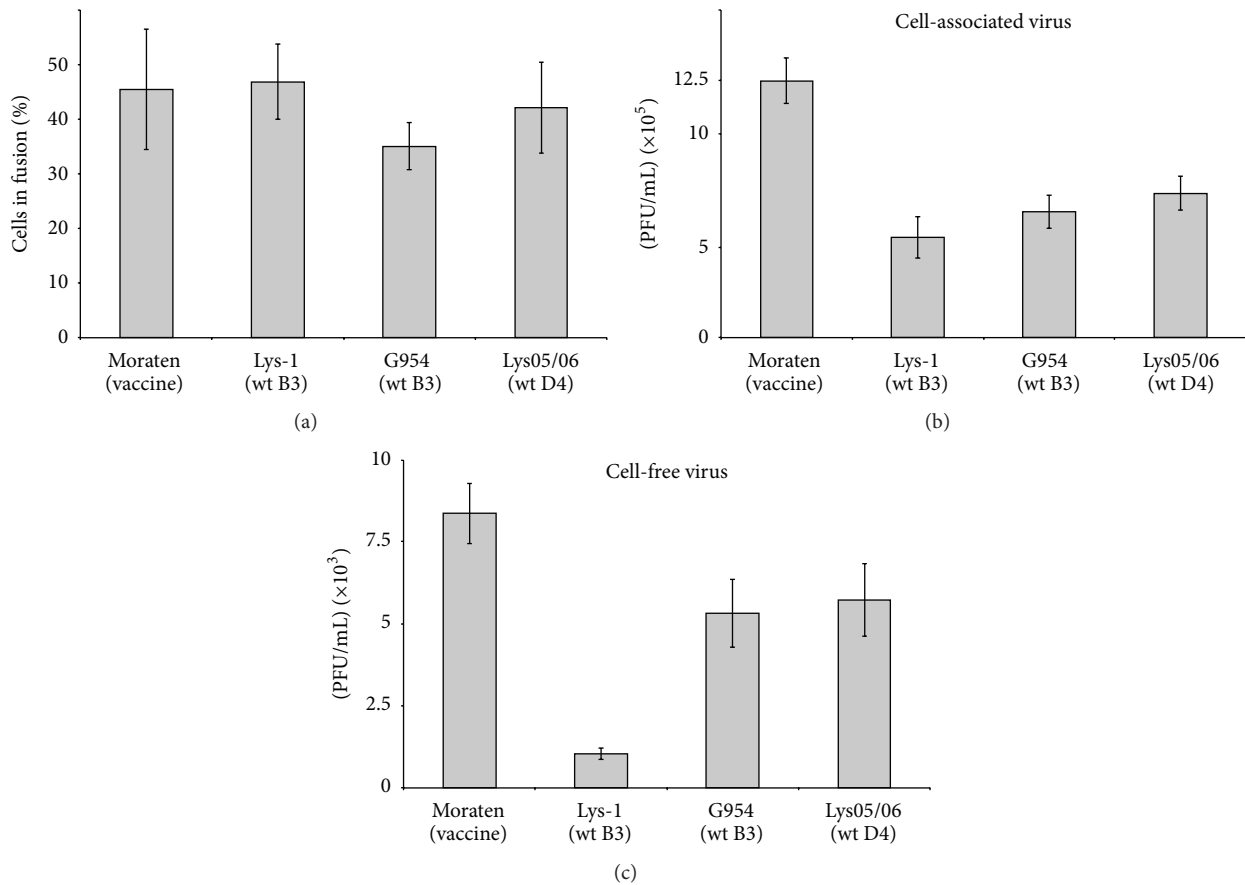 Cells in fusion (%)
50
40
30
20
10
0
Moraten
(vaccine)
Lys-1
(wt B3)
G954
(wt B3)
Lys05/06
(wt D4)
(a)
Cell-associated virus
(PFU/mL) (×10⁵)
12.5
10
5
0
Moraten
(vaccine)
Lys-1
(wt B3)
G954
(wt B3)
Lys05/06
(wt D4)
(b)
Cell-free virus
(PFU/mL) (×10³)
10
7.5
5
2.5
0
Moraten
(vaccine)
Lys-1
(wt B3)
G954
(wt B3)
Lys05/06
(wt D4)
(c)